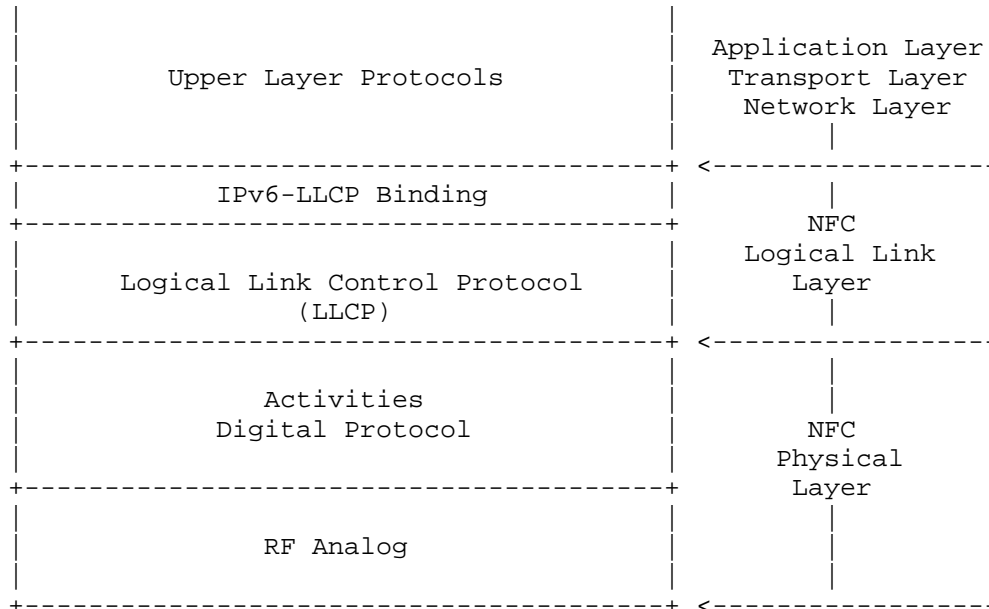 Application Layer
Upper Layer Protocols Transport Layer
Network Layer
IPv6-LLCP Binding
NFC
Logical Link
Logical Link Control Protocol Layer
(LLCP)
Activities
Digital Protocol NFC
Physical
Layer
RF Analog